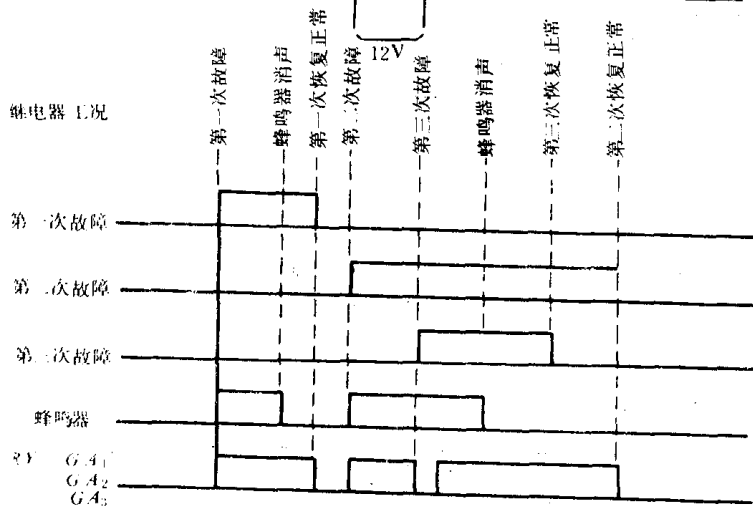 12V
第一次故障
蜂鸣器消声
第一次恢复正常
第二次故障
第三次故障
蜂鸣器消声
第三次恢复正常
第二次恢复正常
继电器工况
第一次故障
第二次故障
第三次故障
蜂鸣器
GA₁
GA₂
GA₃